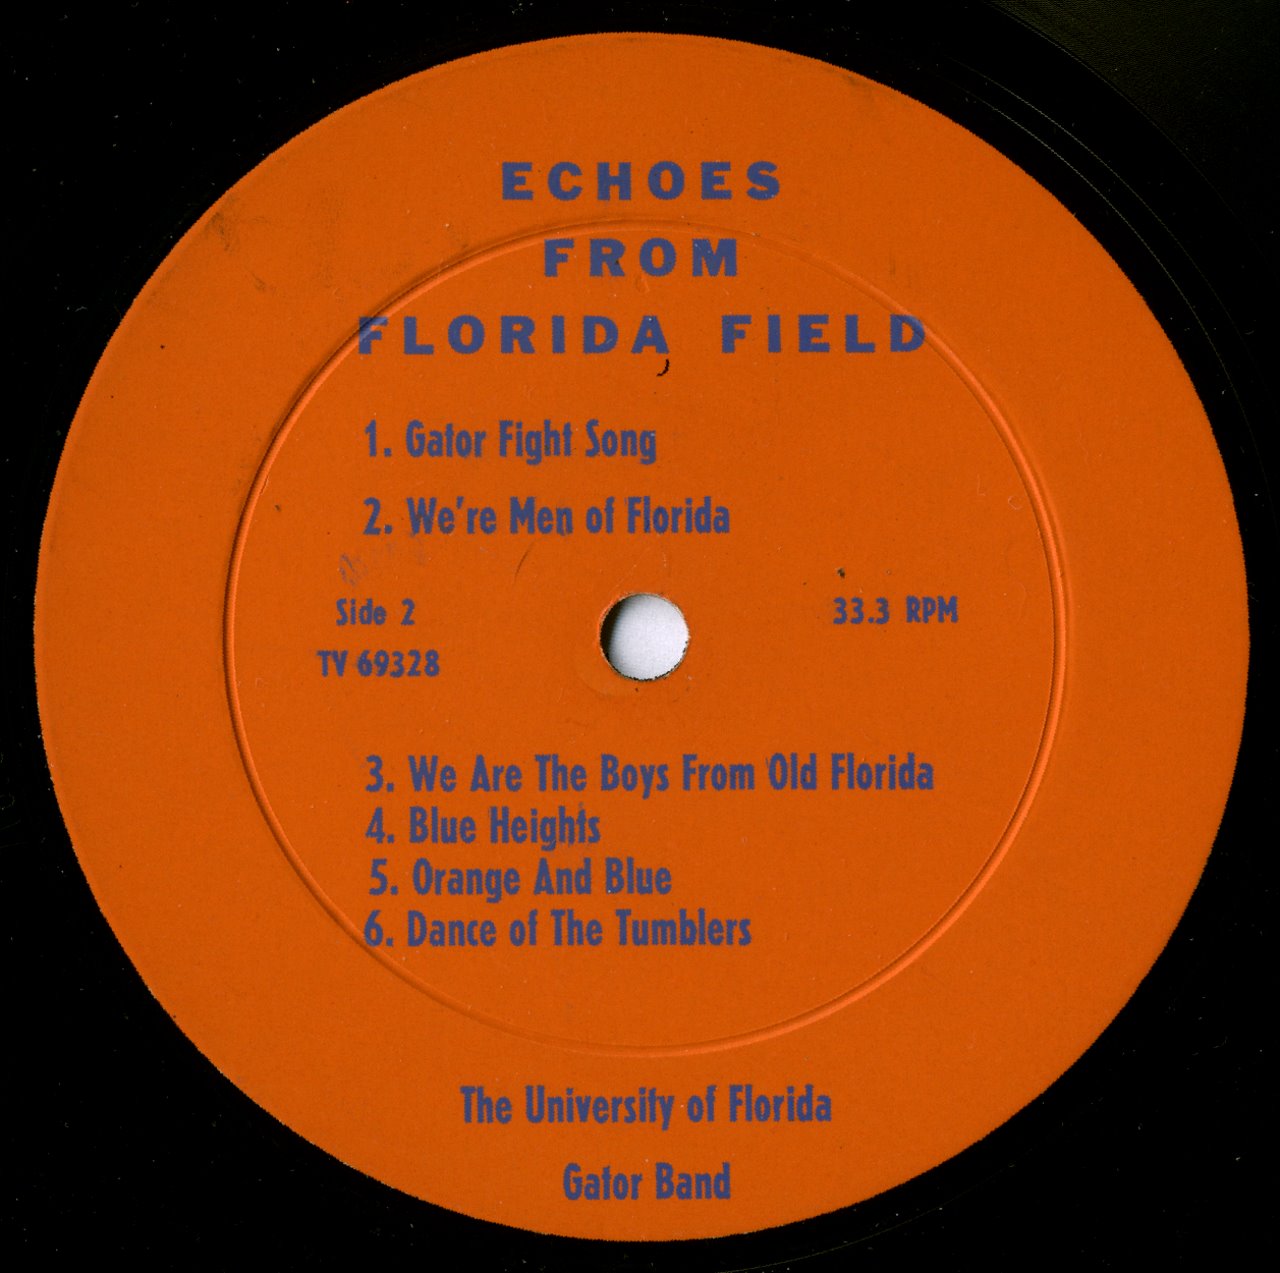 ECHOES
FROM
FLORIDA FIELD
1. Gator Fight Song
2. We're Men of Florida
Side 2
33.3 RPM
TV 69328
3. We Are The Boys From Old Florida
4. Blue Heights
5. Orange And Blue
6. Dance of The Tumblers
The University of Florida
Gator Band